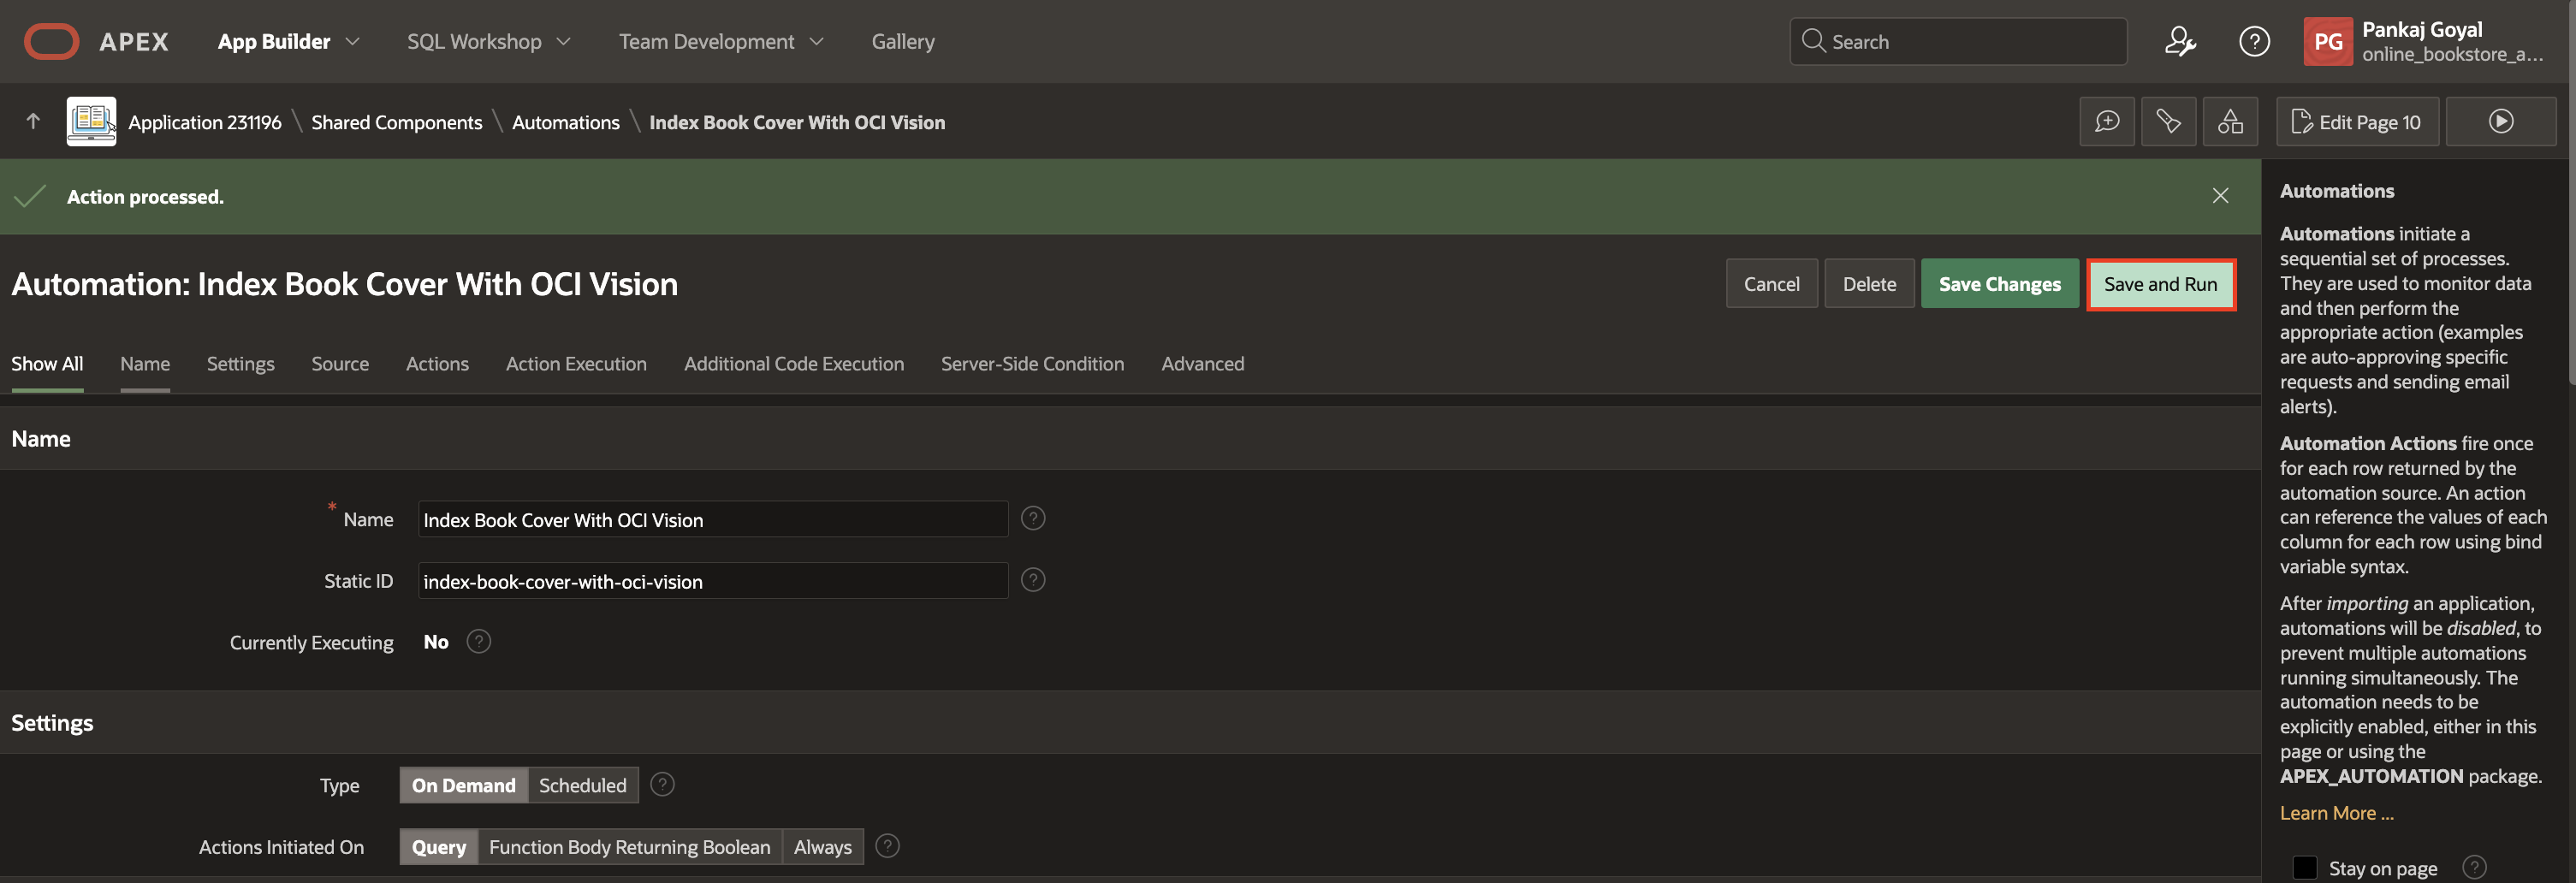 APEX App Builder SQL Workshop Team Development Gallery Search PG Pankaj Goyal
online_bookstore_a...
Application 231196 \ Shared Components \ Automations \ Index Book Cover With OCI Vision Edit Page 10
Action processed.
Automation: Index Book Cover With OCI Vision Cancel Delete Save Changes Save and Run
Show All Name Settings Source Actions Action Execution Additional Code Execution Server-Side Condition Advanced
Name
* Name Index Book Cover With OCI Vision ?
Static ID index-book-cover-with-oci-vision ?
Currently Executing No ?
Settings
Type On Demand Scheduled ?
Actions Initiated On Query Function Body Returning Boolean Always ?
Automations
Automations initiate a
sequential set of processes.
They are used to monitor data
and then perform the
appropriate action (examples
are auto-approving specific
requests and sending email
alerts).
Automation Actions fire once
for each row returned by the
automation source. An action
can reference the values of each
column for each row using bind
variable syntax.
After importing an application,
automations will be disabled, to
prevent multiple automations
running simultaneously. The
automation needs to be
explicitly enabled, either in this
page or using the
APEX_AUTOMATION package.
Learn More ...
Stay on page ?